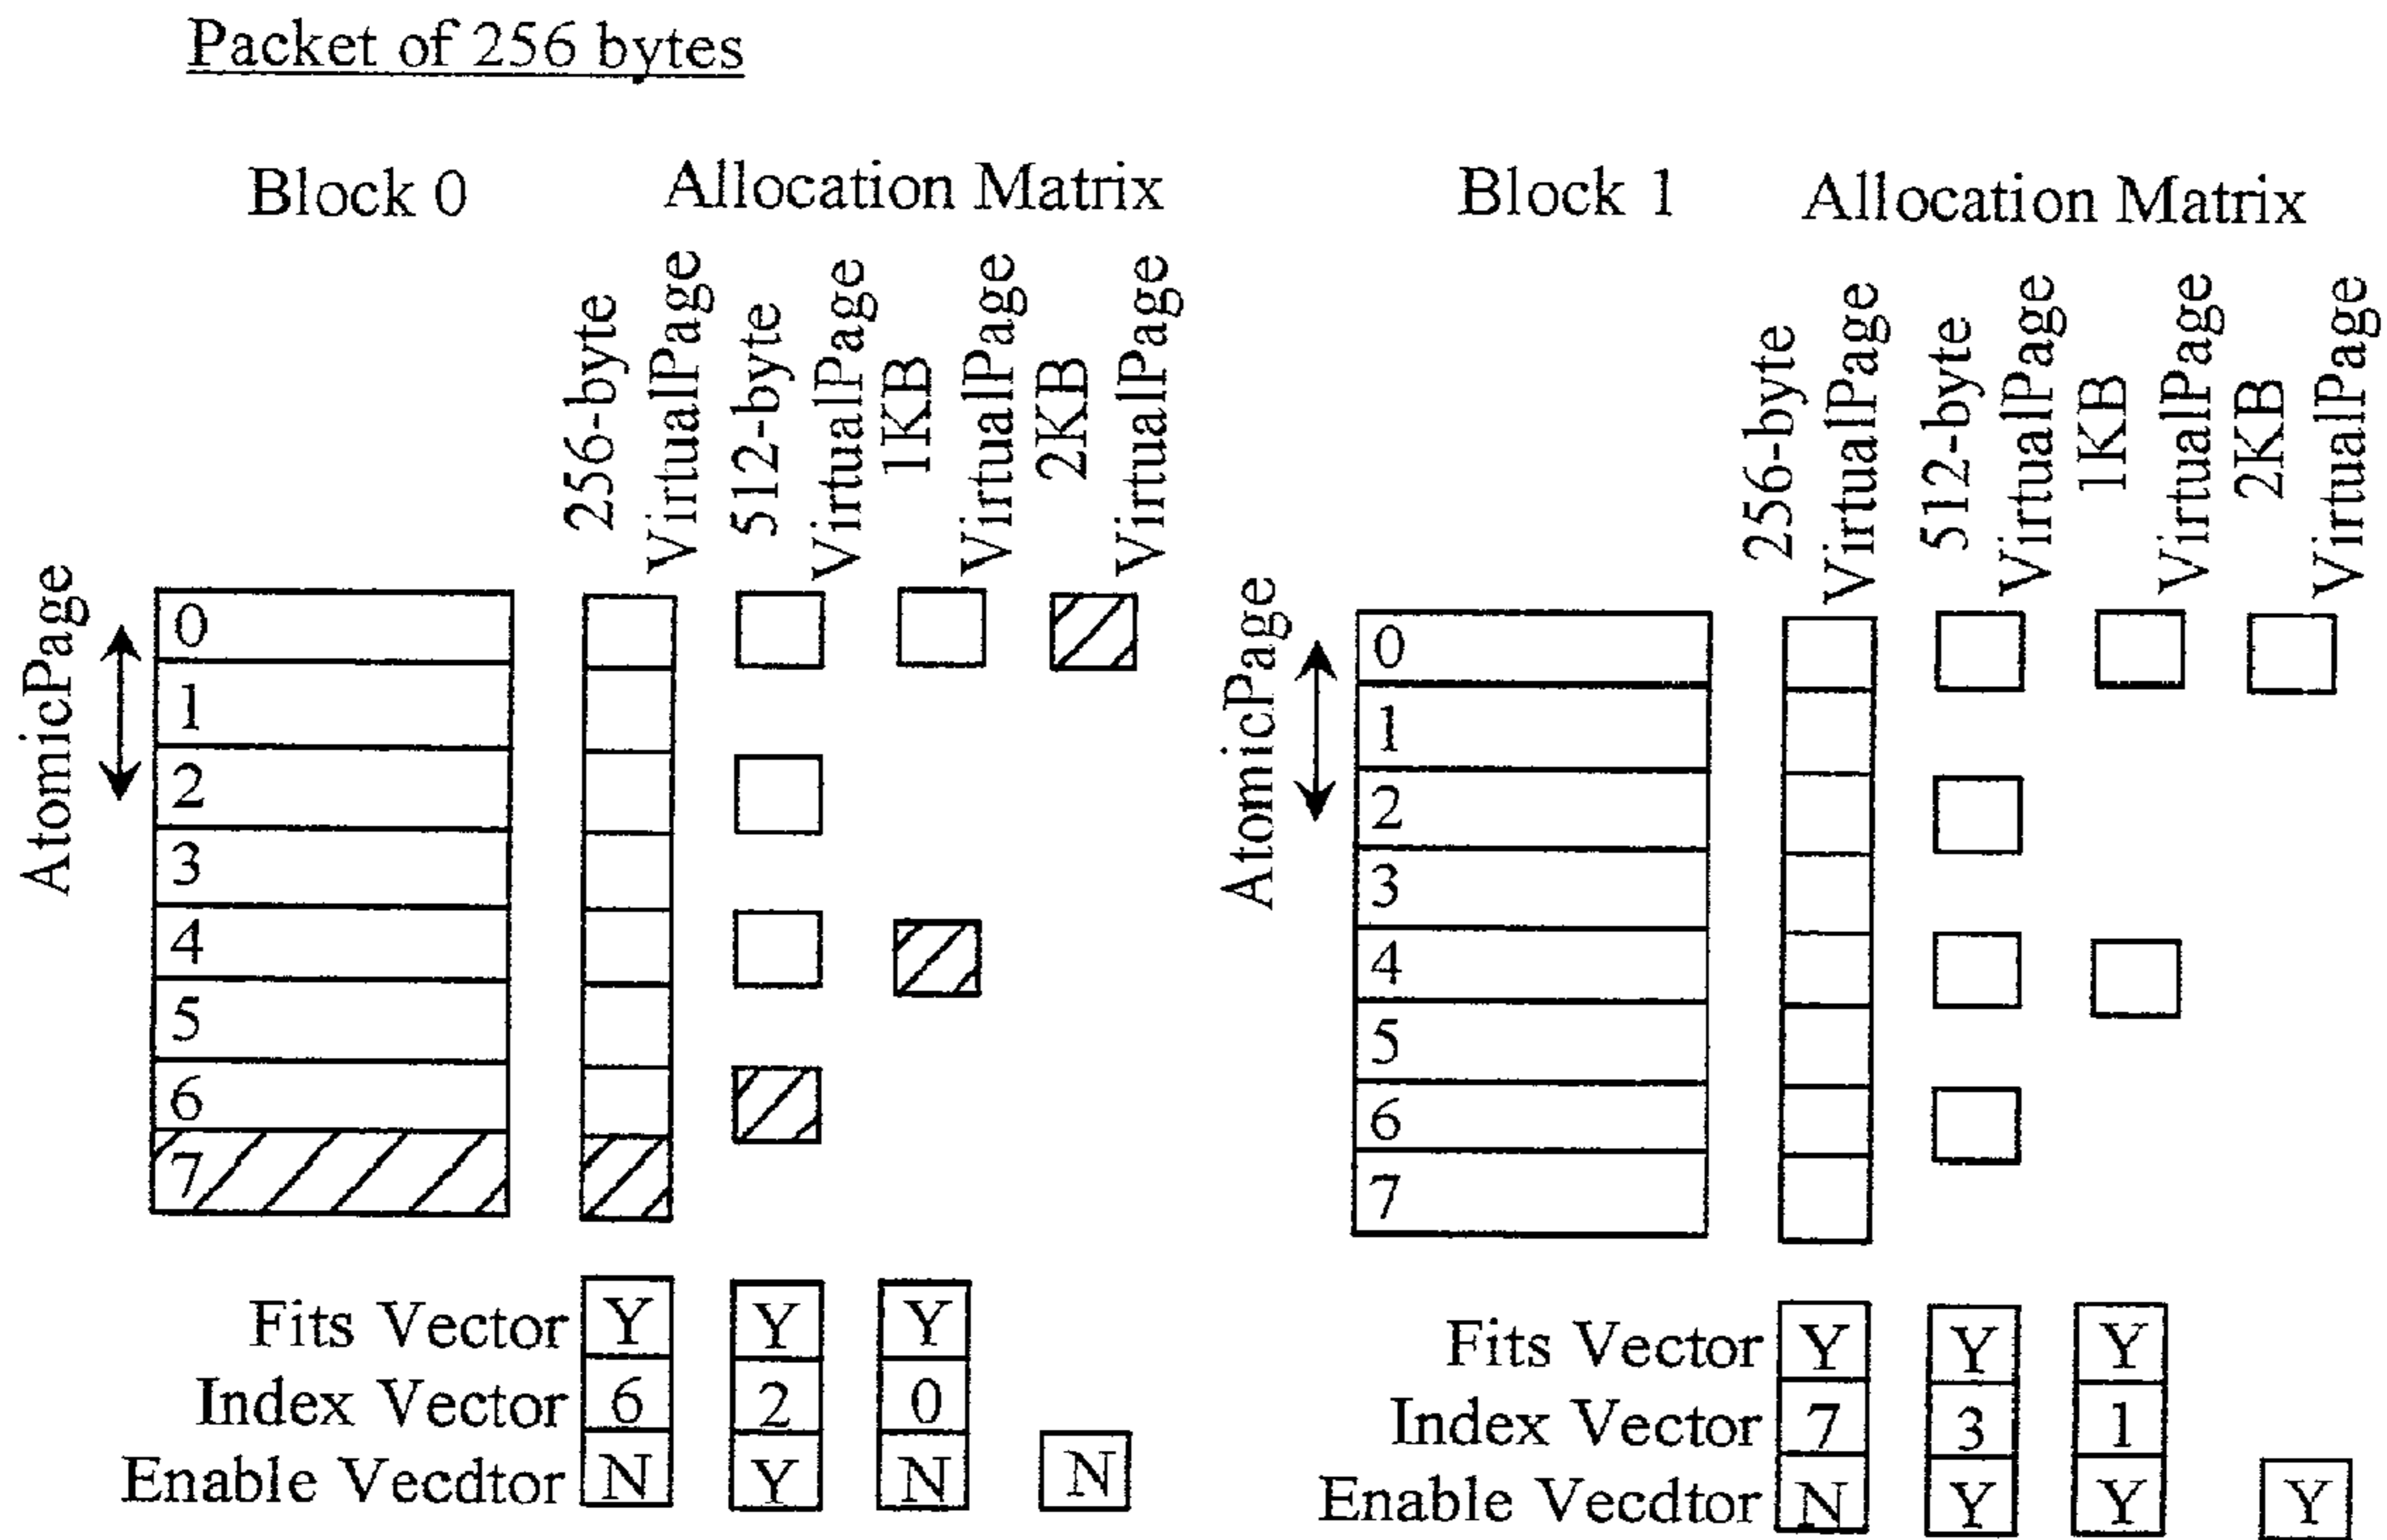 Packet of 256 bytes
Block 0
Allocation Matrix
256-byte
VirtualPage
512-byte
VirtualPage
1KB
VirtualPage
2KB
VirtualPage
AtomicPage
0
1
2
3
4
5
6
7
Fits Vector Y Y Y
Index Vector 6 2 0
Enable Vecdtor N Y N N
Block 1
Allocation Matrix
256-byte
VirtualPage
512-byte
VirtualPage
1KB
VirtualPage
2KB
VirtualPage
AtomicPage
0
1
2
3
4
5
6
7
Fits Vector Y Y Y
Index Vector 7 3 1
Enable Vecdtor N Y Y Y